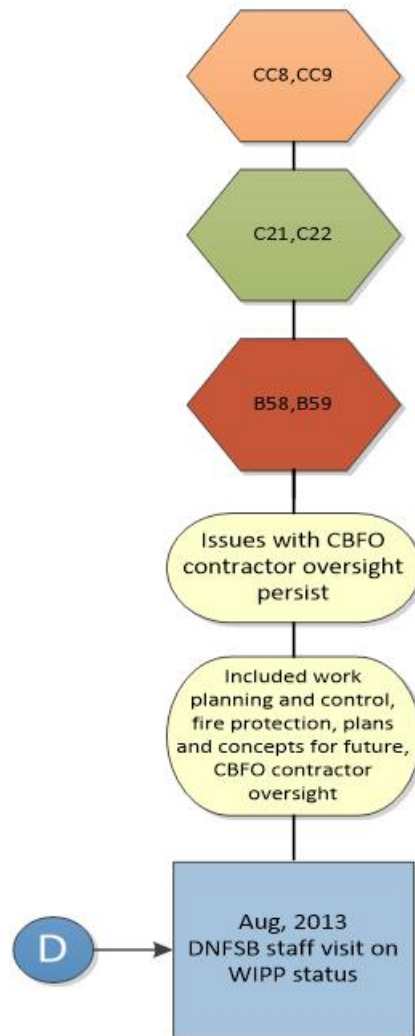 CC8,CC9
C21,C22
B58,B59
Issues with CBFO
contractor oversight
persist
Included work
planning and control,
fire protection, plans
and concepts for future,
CBFO contractor
oversight
D
Aug, 2013
DNFSB staff visit on
WIPP status